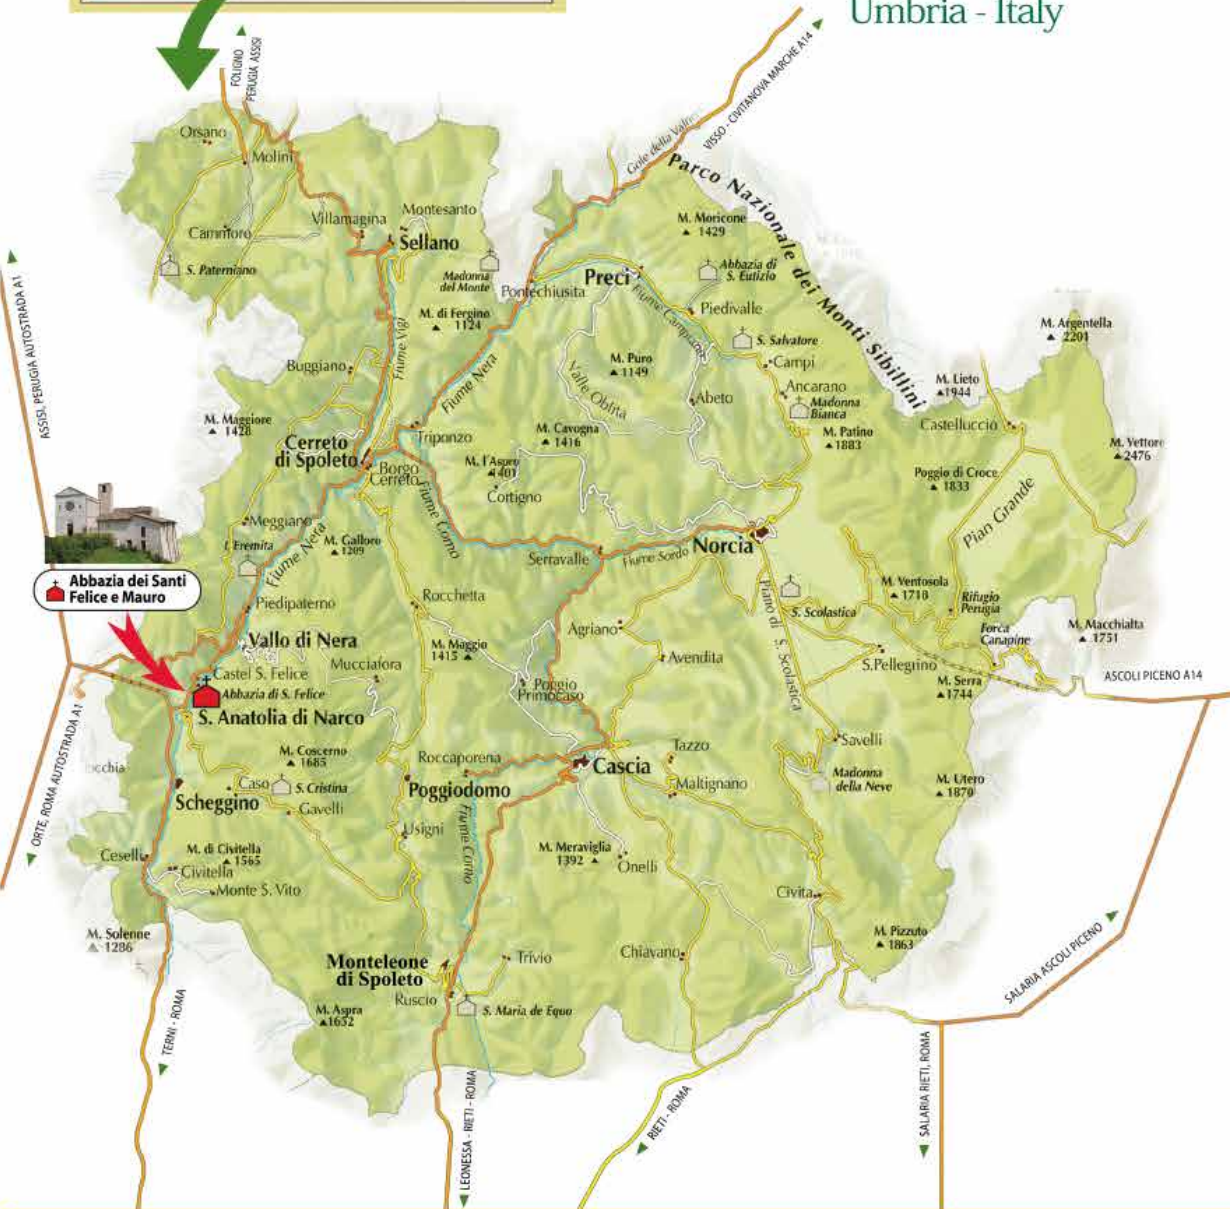 Umbria - Italy
FOLIGNO
PERUGIA ASSISI
VISSO - CIVITANOVA MARCHE A14
Orsano
Molini
Parco Nazionale dei Monti Sibillini
Villamagina
Montesanto
M. Moricone
1429
Cammoro
Sellano
S. Paterniano
Madonna
del Monte
Pontechiusita
Preci
Abbazia di
S. Eutizio
Fiume Campiano
Piedivalle
M. di Fergino
1124
Fiume Vigi
S. Salvatore
M. Argentella
2201
ASSISI, PERUGIA AUTOSTRADA A1
Buggiano
Fiume Nera
M. Puro
1149
Valle Oblita
Campi
Ancarano
Madonna
Bianca
M. Lieto
1944
Abeto
M. Maggiore
1428
Triponzo
M. Cavogna
1416
M. Patino
1883
Castelluccio
M. Vettore
2476
Cerreto
di Spoleto
Borgo
Cerreto
M. l'Aspro
1401
Cortigno
Poggio di Croce
1833
Pian Grande
Meggiano
Fiume Nera
M. Galloro
1209
Fiume Corno
L'Eremita
Serravalle
Fiume Sordo
Norcia
Abbazia dei Santi
Felice e Mauro
Piedipaterno
Rocchetta
Piano di S. Scolastica
S. Scolastica
M. Ventosola
1718
Rifugio
Perugia
Forca
Canapine
M. Macchialta
1751
Vallo di Nera
Agriano
M. Maggio
1415
Avendita
S.Pellegrino
Castel S. Felice
Mucciafora
Poggio
Primocaso
M. Serra
1744
ASCOLI PICENO A14
Abbazia di S. Felice
S. Anatolia di Narco
ORTE, ROMA AUTOSTRADA A1
M. Coscerno
1685
Roccaporena
Cascia
Tazzo
Savelli
Scheggino
Caso
S. Cristina
Gavelli
Poggiodomo
Maltignano
Madonna
della Neve
M. Utero
1870
Usigni
Fiume Corno
Ceselli
M. di Civitella
1565
Civitella
Monte S. Vito
M. Meraviglia
1392
Onelli
Civita
M. Solenne
1286
Monteleone
di Spoleto
Trivio
Chiavano
M. Pizzuto
1863
SALARIA ASCOLI PICENO
Ruscio
S. Maria de Equo
M. Aspra
1652
TERNI - ROMA
LEONESSA - RIETI - ROMA
RIETI - ROMA
SALARIA RIETI, ROMA